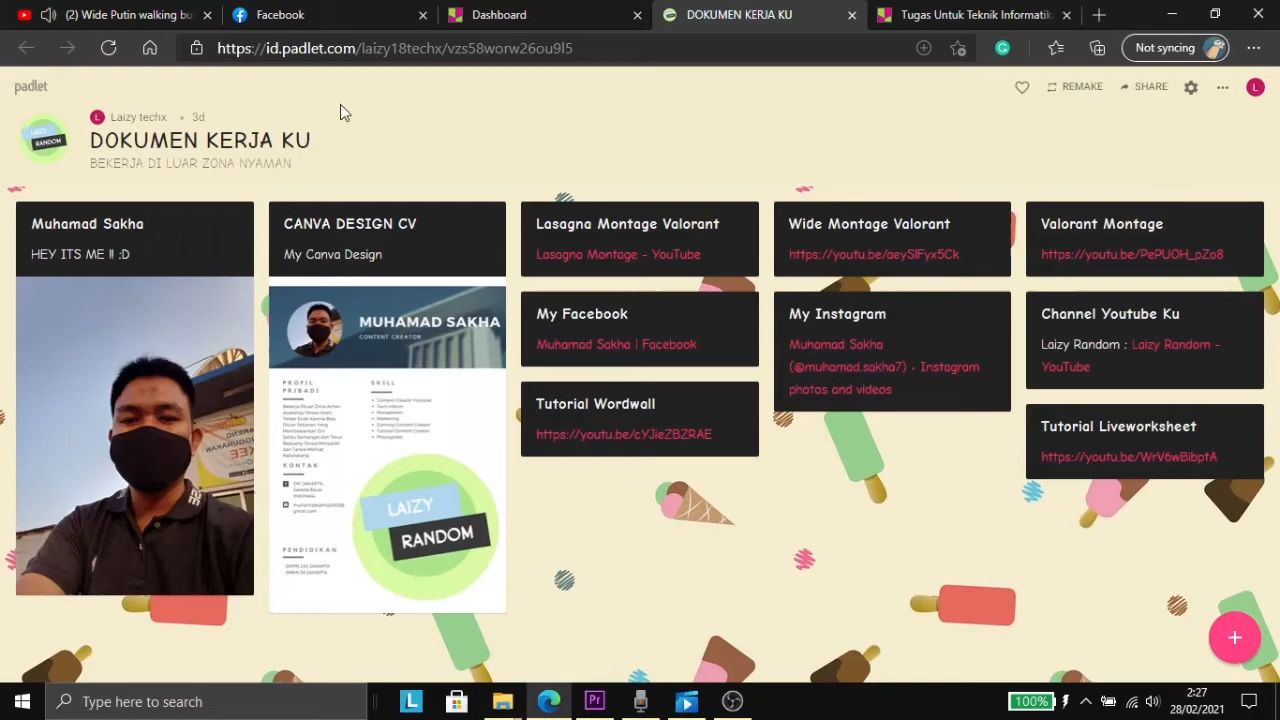 (2) Wide Putin walking bu
Facebook
Dashboard
DOKUMEN KERJA KU
Tugas Untuk Teknik Informatika
https://id.padlet.com/laizy18techx/vzs58worw26ou9l5
Not syncing
padlet
REMAKE
SHARE
L
L
Laizy techx • 3d
LAIZY
RANDOM
DOKUMEN KERJA KU
BEKERJA DI LUAR ZONA NYAMAN
Muhamad Sakha
HEY ITS ME !! :D
CANVA DESIGN CV
My Canva Design
MUHAMAD SAKHA
CONTENT CREATOR
PROFIL
PRIBADI
SKILL
KONTAK
PENDIDIKAN
LAIZY
RANDOM
Lasagna Montage Valorant
Lasagna Montage - YouTube
My Facebook
Muhamad Sakha | Facebook
Tutorial Wordwall
https://youtu.be/cYJieZBZRAE
Wide Montage Valorant
https://youtu.be/aeySlFyx5Ck
My Instagram
Muhamad Sakha
(@muhamad.sakha7) • Instagram
photos and videos
Valorant Montage
https://youtu.be/PePUOH_pZo8
Channel Youtube Ku
Laizy Random : Laizy Random -
YouTube
Tutorial Liveworksheet
https://youtu.be/WrV6wBibptA
Type here to search
L
Pr
100%
2:27
28/02/2021